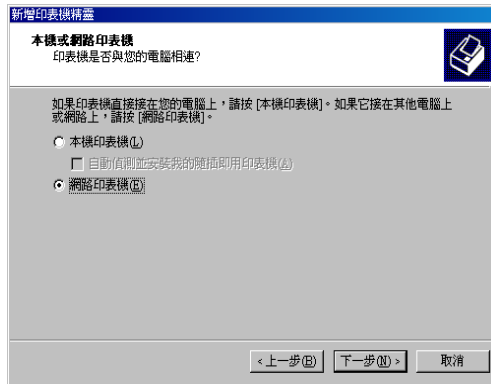 新增印表機精靈
本機或網路印表機
印表機是否與您的電腦相連?
如果印表機直接接在您的電腦上，請按 [本機印表機]。如果它接在其他電腦上
或網路上，請按 [網路印表機]。
本機印表機(L)
自動偵測並安裝我的隨插即用印表機(A)
網路印表機(E)
<上一步(B) 下一步(N)> 取消